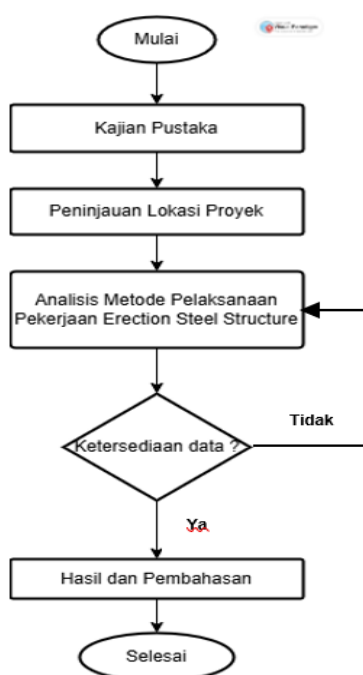 Mulai
Kajian Pustaka
Peninjauan Lokasi Proyek
Analisis Metode Pelaksanaan
Pekerjaan Erection Steel Structure
Ketersediaan data ?
Tidak
Ya
Hasil dan Pembahasan
Selesai